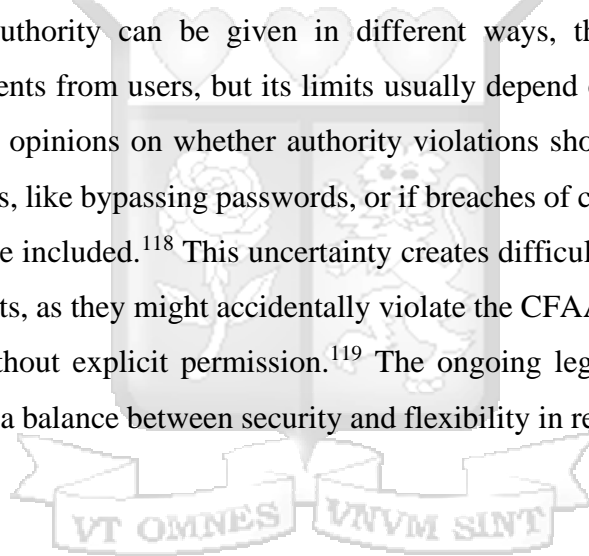 uthority can be given in different ways, th
ents from users, but its limits usually depend
opinions on whether authority violations sho
s, like bypassing passwords, or if breaches of c
e included.118 This uncertainty creates difficul
ts, as they might accidentally violate the CFAA
thout explicit permission.119 The ongoing leg
a balance between security and flexibility in re
VT OMNES VNVM SINT